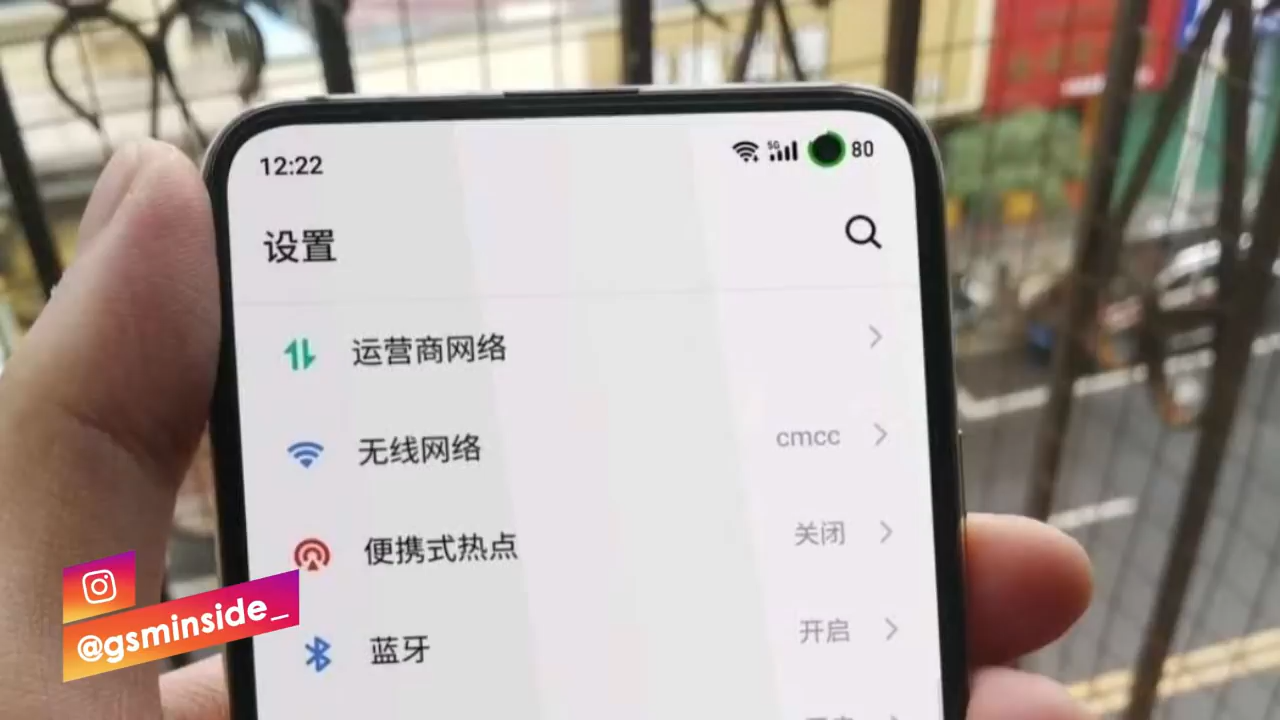 12:22
5G
80
设置
运营商网络
无线网络
cmcc
便携式热点
关闭
蓝牙
开启
@gsminside_